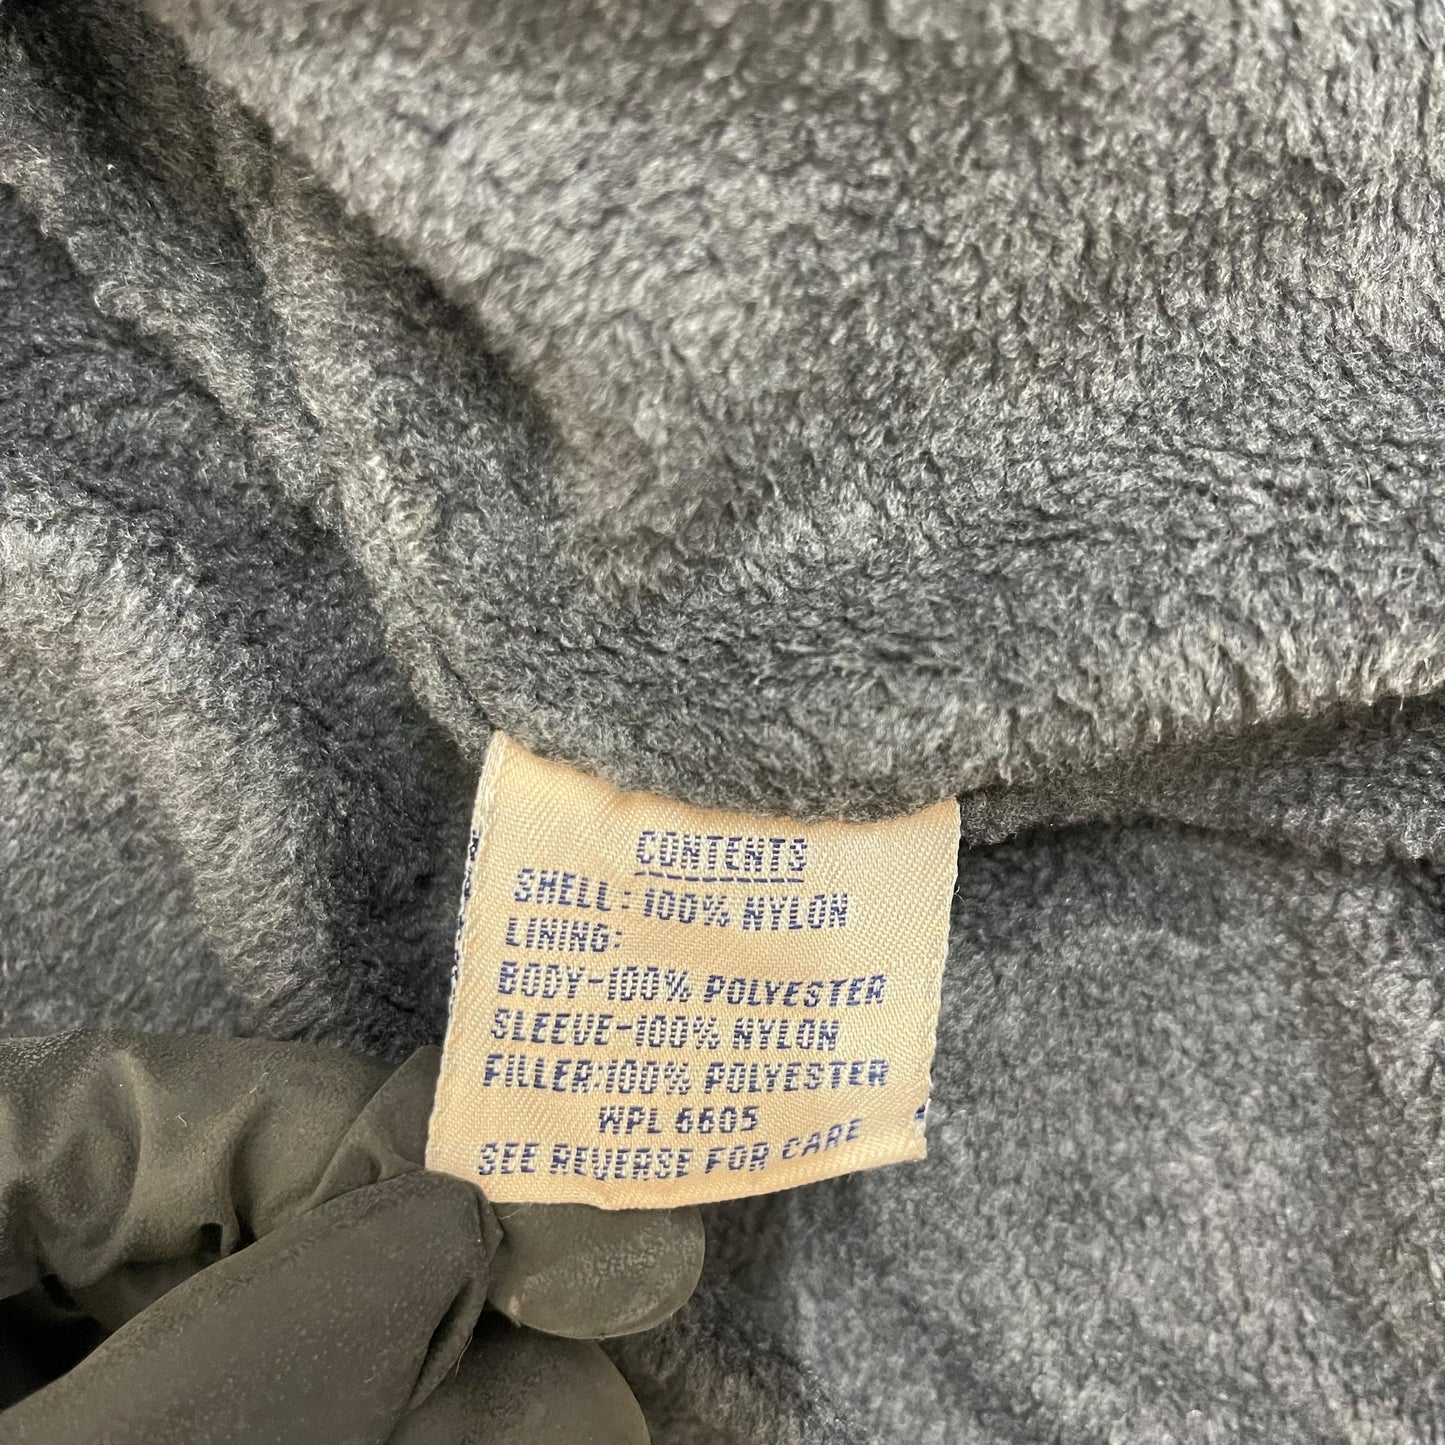 CONTENTS
SHELL: 100% NYLON
LINING:
BODY-100% POLYESTER
SLEEVE-100% NYLON
FILLER:100% POLYESTER
WPL 6605
SEE REVERSE FOR CARE